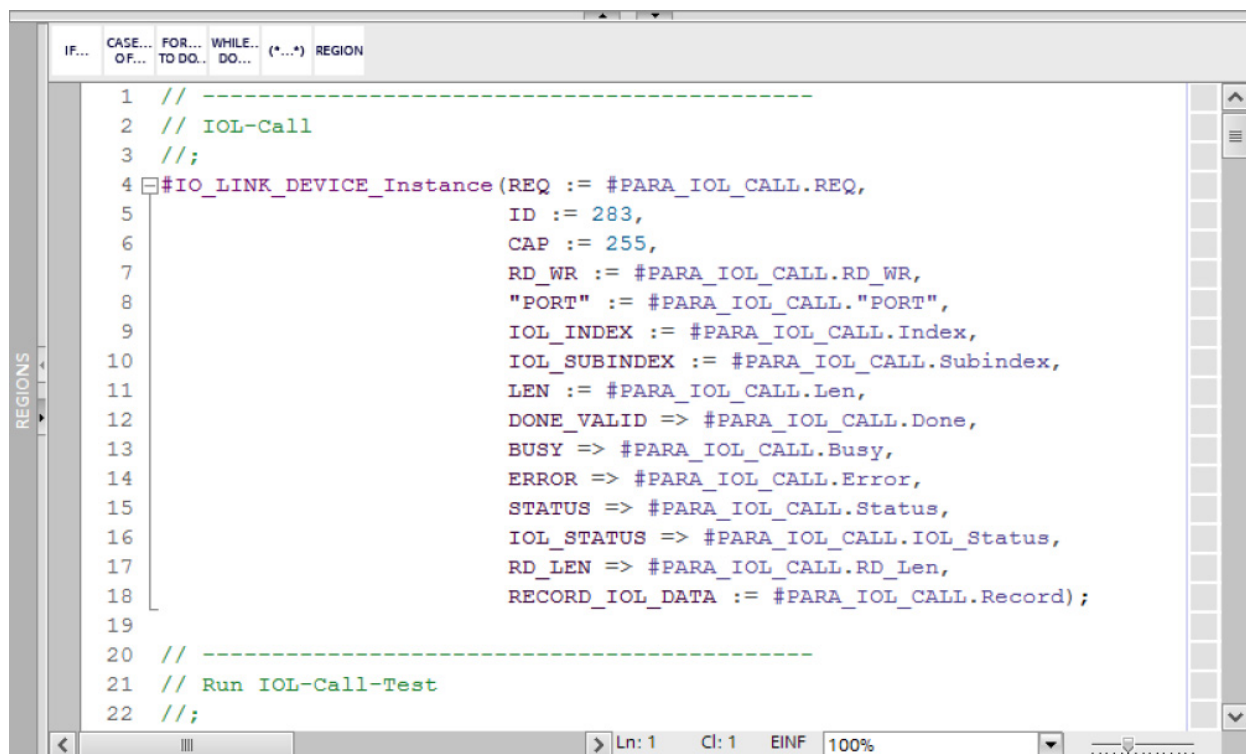 IF... CASE... OF... FOR... TO DO.. WHILE.. DO... (*...*) REGION
REGIONS
1 // --------------------------------------------
2 // IOL-Call
3 //;
4 #IO_LINK_DEVICE_Instance(REQ := #PARA_IOL_CALL.REQ,
5 ID := 283,
6 CAP := 255,
7 RD_WR := #PARA_IOL_CALL.RD_WR,
8 "PORT" := #PARA_IOL_CALL."PORT",
9 IOL_INDEX := #PARA_IOL_CALL.Index,
10 IOL_SUBINDEX := #PARA_IOL_CALL.Subindex,
11 LEN := #PARA_IOL_CALL.Len,
12 DONE_VALID => #PARA_IOL_CALL.Done,
13 BUSY => #PARA_IOL_CALL.Busy,
14 ERROR => #PARA_IOL_CALL.Error,
15 STATUS => #PARA_IOL_CALL.Status,
16 IOL_STATUS => #PARA_IOL_CALL.IOL_Status,
17 RD_LEN => #PARA_IOL_CALL.RD_Len,
18 RECORD_IOL_DATA := #PARA_IOL_CALL.Record);
19
20 // --------------------------------------------
21 // Run IOL-Call-Test
22 //;
Ln: 1 Cl: 1 EINF 100%